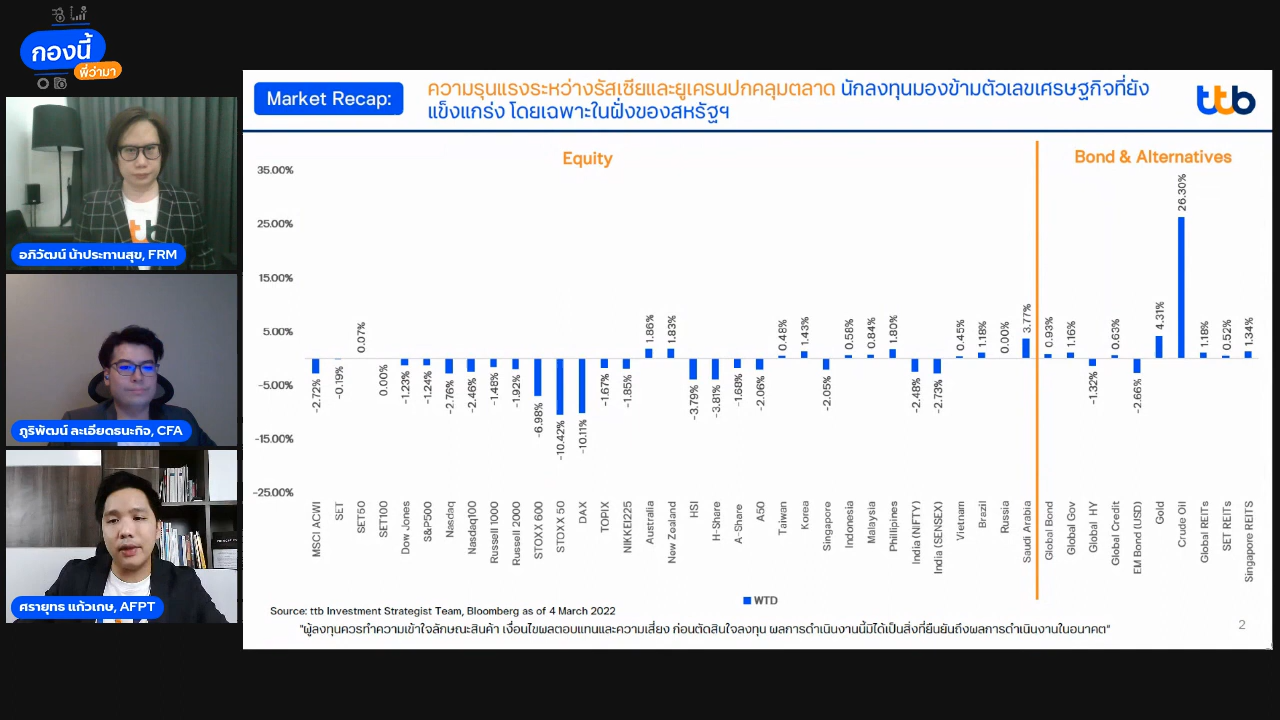 กองนี้
พี่ว่ามา
อภิวัฒน์ น้าประทานสุข, FRM
ภูริพัฒน์ ละเอียดธนะกิจ, CFA
ศรายุทธ แก้วเกษ, AFPT
Market Recap:
ความรุนแรงระหว่างรัสเซียและยูเครนปกคลุมตลาด นักลงทุนมองข้ามตัวเลขเศรษฐกิจที่ยัง
แข็งแกร่ง โดยเฉพาะในฝั่งของสหรัฐฯ
ttb
Equity
Bond & Alternatives
35.00%
25.00%
15.00%
5.00%
-5.00%
-15.00%
-25.00%
-2.72%
-0.19%
0.07%
0.00%
-1.23%
-1.24%
-2.76%
-2.46%
-1.48%
-1.92%
-6.98%
-10.42%
-10.11%
-1.67%
-1.85%
1.86%
1.83%
-3.79%
-3.81%
-1.68%
-2.06%
0.48%
1.43%
-2.05%
0.58%
0.84%
1.80%
-2.48%
-2.73%
0.45%
1.18%
0.00%
3.77%
0.93%
1.16%
-1.32%
0.63%
-2.66%
4.31%
26.30%
1.18%
0.52%
1.34%
MSCI ACWI
SET
SET50
SET100
Dow Jones
S&P500
Nasdaq
Nasdaq100
Russell 1000
Russell 2000
STOXX 600
STOXX 50
DAX
TOPIX
NIKKEI225
Australia
New Zealand
HSI
H-Share
A-Share
A50
Taiwan
Korea
Singapore
Indonesia
Malaysia
Phillipines
India (NIFTY)
India (SENSEX)
Vietnam
Brazil
Russia
Saudi Arabia
Global Bond
Global Gov
Global HY
Global Credit
EM Bond (USD)
Gold
Crude Oil
Global REITs
SET REITs
Singapore REITS
WTD
Source: ttb Investment Strategist Team, Bloomberg as of 4 March 2022
"ผู้ลงทุนควรทำความเข้าใจลักษณะสินค้า เงื่อนไขผลตอบแทนและความเสี่ยง ก่อนตัดสินใจลงทุน ผลการดำเนินงานนี้มิได้เป็นสิ่งที่ยืนยันถึงผลการดำเนินงานในอนาคต"
2